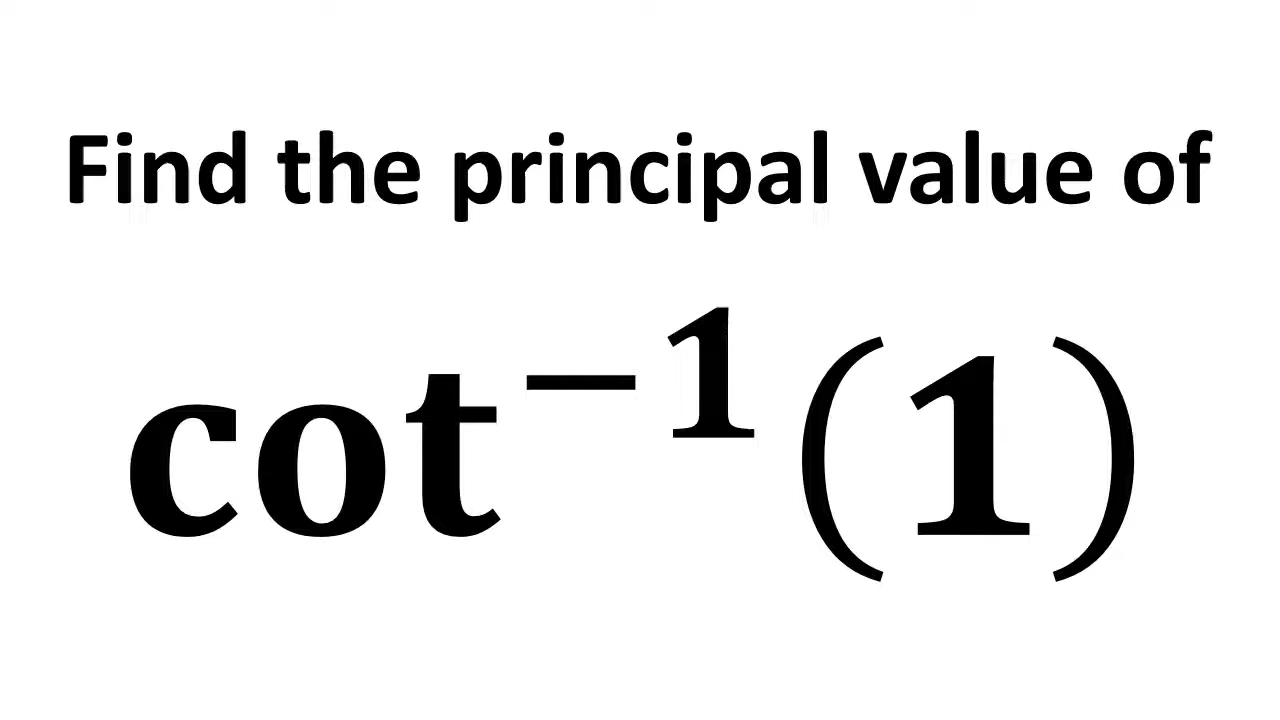 Find the principal value of
cot⁻¹(1)